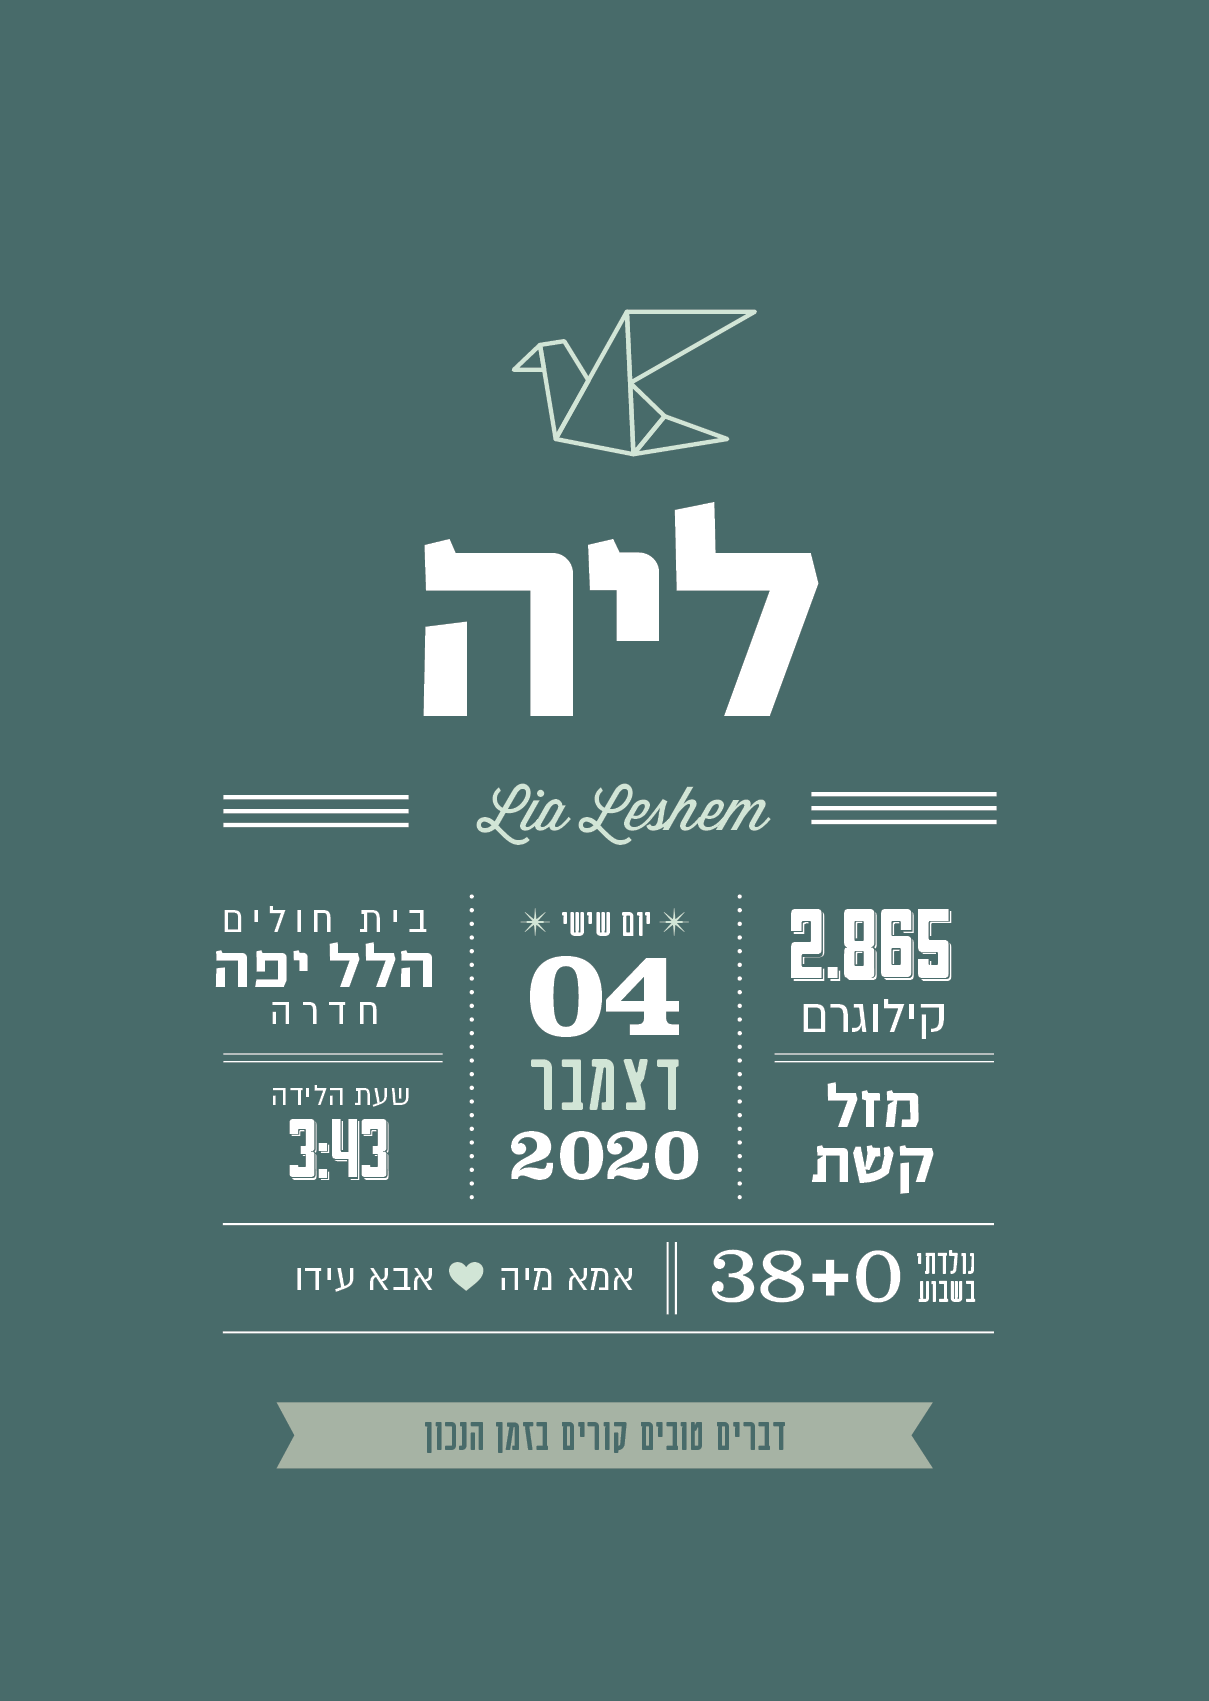 ליה
Lia Leshem
2.865
קילוגרם
מזל
קשת
יום שישי
04
דצמבר
2020
בית חולים
הלל יפה
חדרה
שעת הלידה
3:43
נולדתי
בשבוע
38+0
אמא מיה ♥ אבא עידו
דברים טובים קורים בזמן הנכון